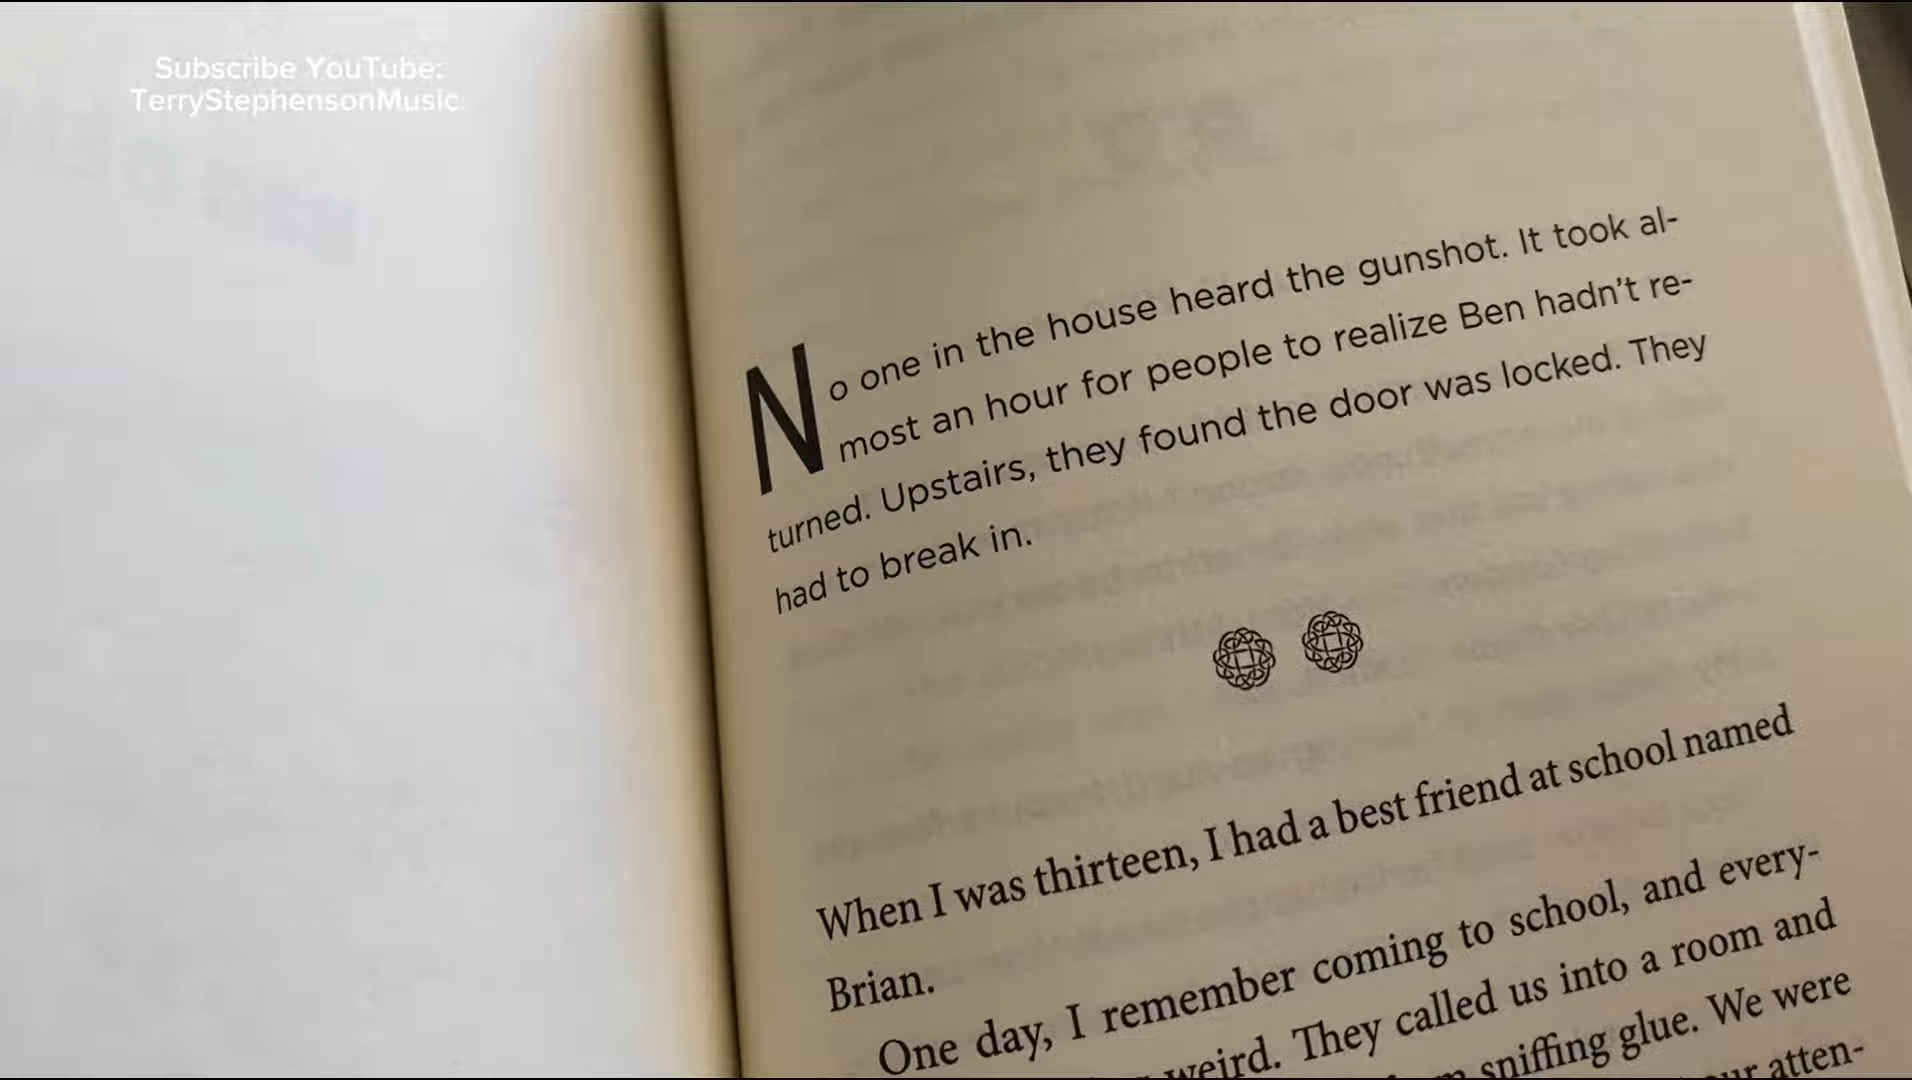 Subscribe YouTube:
TerryStephensonMusic
No one in the house heard the gunshot. It took al-
most an hour for people to realize Ben hadn't re-
turned. Upstairs, they found the door was locked. They
had to break in.
When I was thirteen, I had a best friend at school named
Brian.
One day, I remember coming to school, and every-
weird. They called us into a room and
sniffing glue. We were
atten-